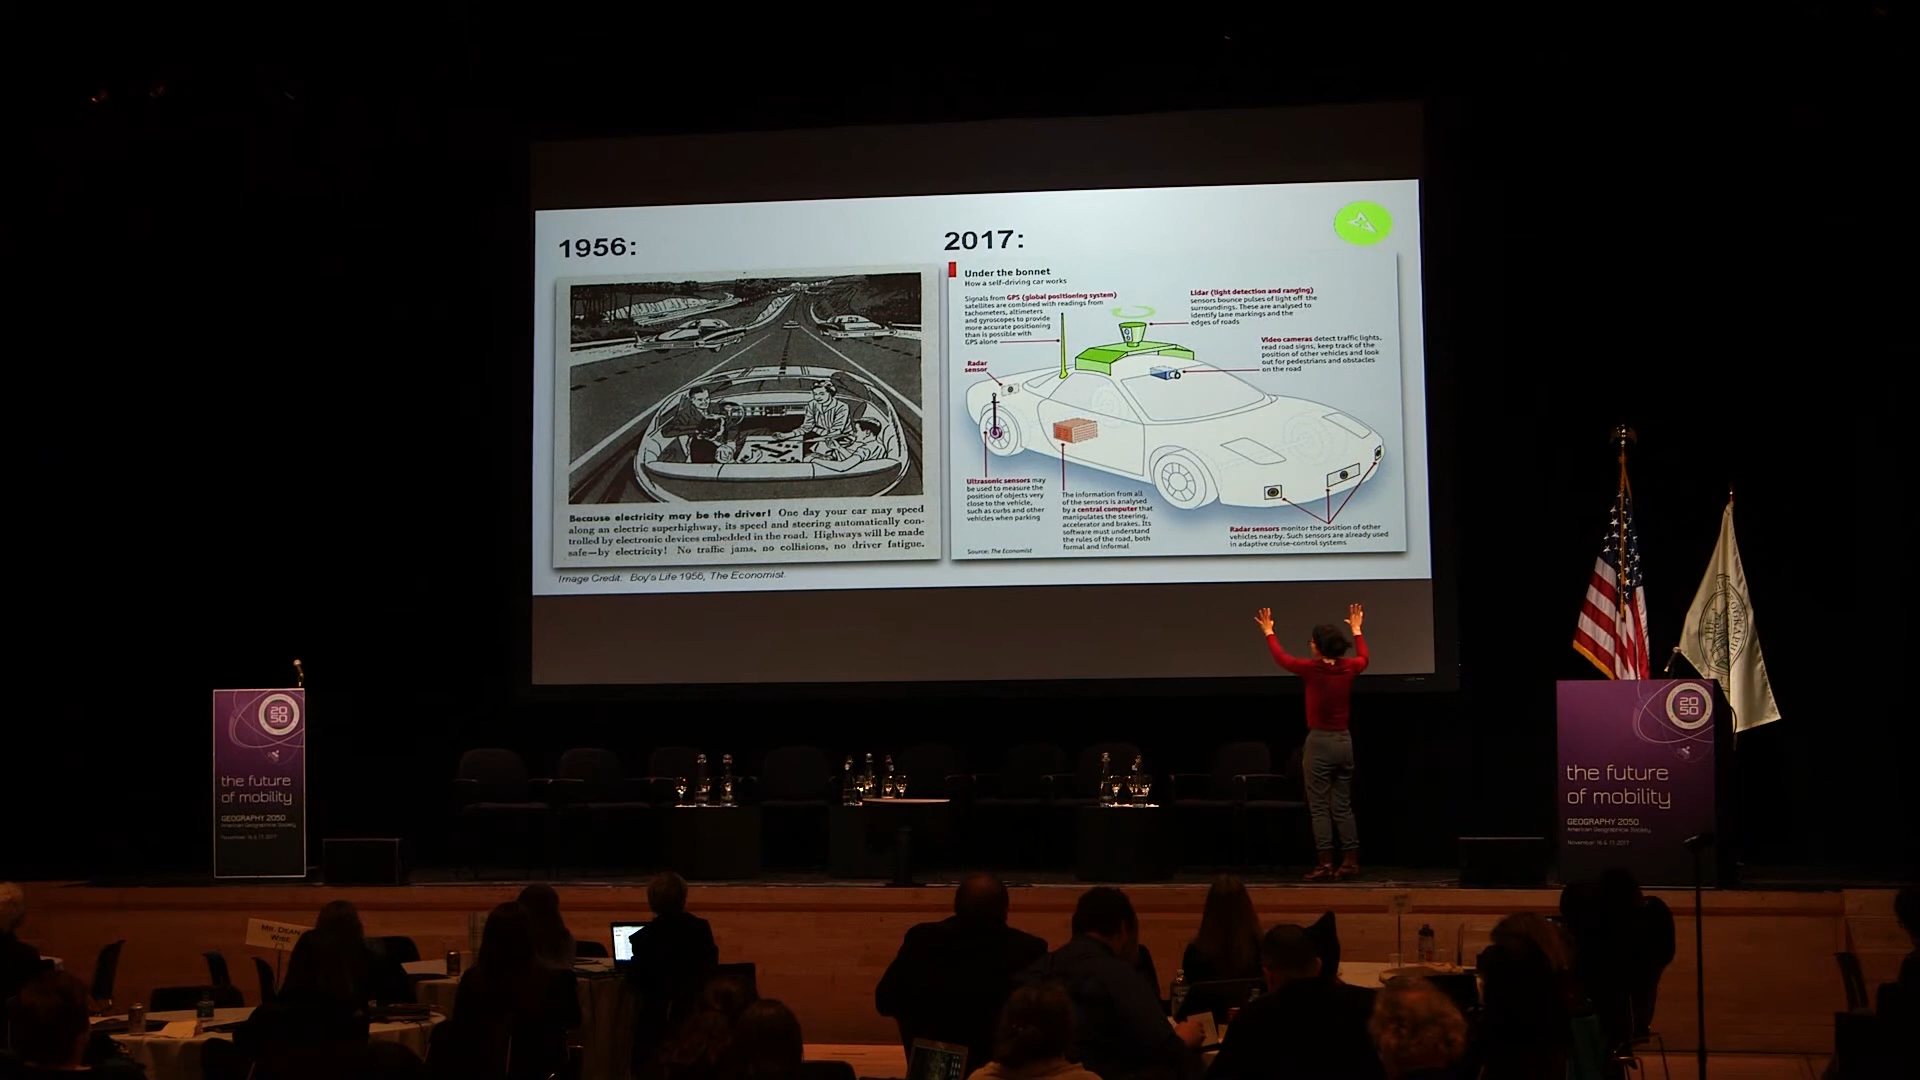 1956:
Because electricity may be the driver! One day your car may speed
along an electric superhighway, its speed and steering automatically con-
trolled by electronic devices embedded in the road. Highways will be made
safe—by electricity! No traffic jams, no collisions, no driver fatigue.
Image Credit: Boy's Life 1956, The Economist.
2017:
Under the bonnet
How a self-driving car works
Signals from GPS (global positioning system)
satellites are combined with readings from
tachometers, altimeters
and gyroscopes to provide
more accurate positioning
than is possible with
GPS alone
Lidar (light detection and ranging)
sensors bounce pulses of light off the
surroundings. These are analysed to
identify lane markings and the
edges of roads
Video cameras detect traffic lights,
read road signs, keep track of the
position of other vehicles and look
out for pedestrians and obstacles
on the road
Radar
sensor
Ultrasonic sensors may
be used to measure the
position of objects very
close to the vehicle,
such as curbs and other
vehicles when parking
The information from all
of the sensors is analysed
by a central computer that
manipulates the steering,
accelerator and brakes. Its
software must understand
the rules of the road, both
formal and informal
Radar sensors monitor the position of other
vehicles nearby. Such sensors are already used
in adaptive cruise-control systems
Source: The Economist
20
50
the future
of mobility
GEOGRAPHY 2050
American Geographical Society
November 16 & 17, 2017
20
50
the future
of mobility
GEOGRAPHY 2050
American Geographical Society
November 16 & 17, 2017
MR. DEAN
WISE